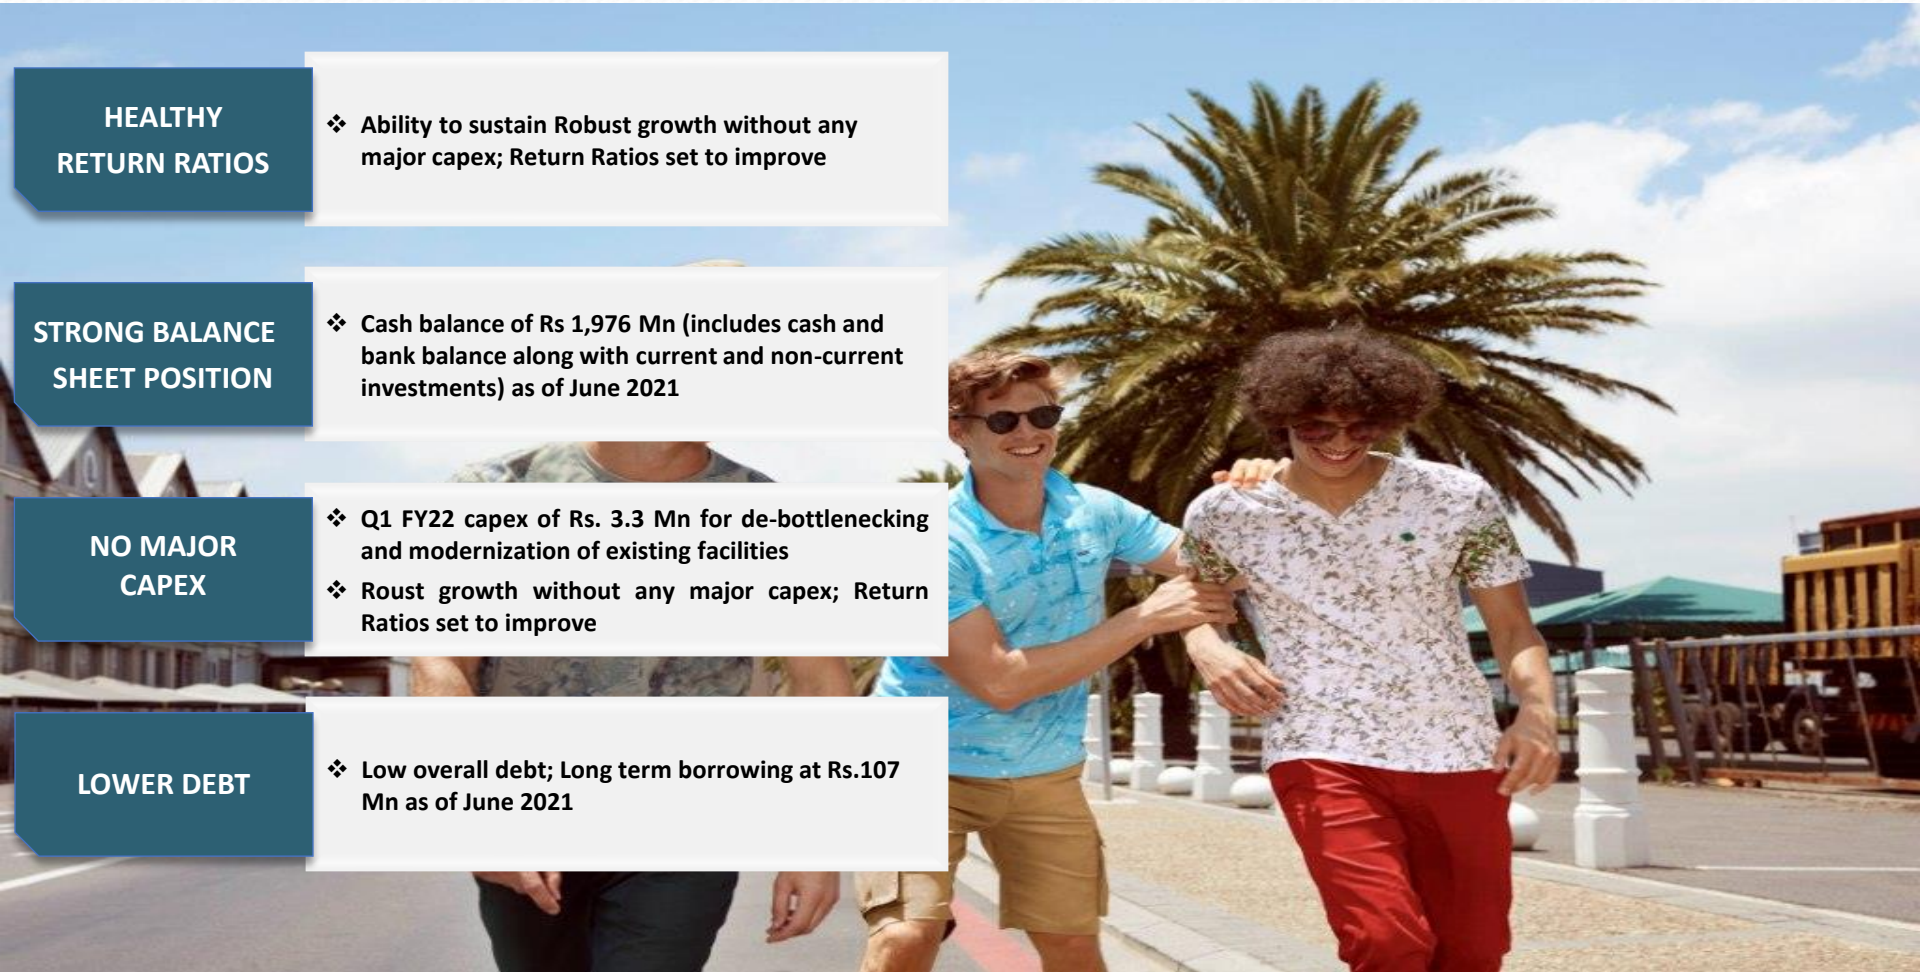 HEALTHY
RETURN RATIOS
❖ Ability to sustain Robust growth without any
major capex; Return Ratios set to improve
STRONG BALANCE
SHEET POSITION
❖ Cash balance of Rs 1,976 Mn (includes cash and
bank balance along with current and non-current
investments) as of June 2021
NO MAJOR
CAPEX
❖ Q1 FY22 capex of Rs. 3.3 Mn for de-bottlenecking
and modernization of existing facilities
❖ Roust growth without any major capex; Return
Ratios set to improve
LOWER DEBT
❖ Low overall debt; Long term borrowing at Rs.107
Mn as of June 2021